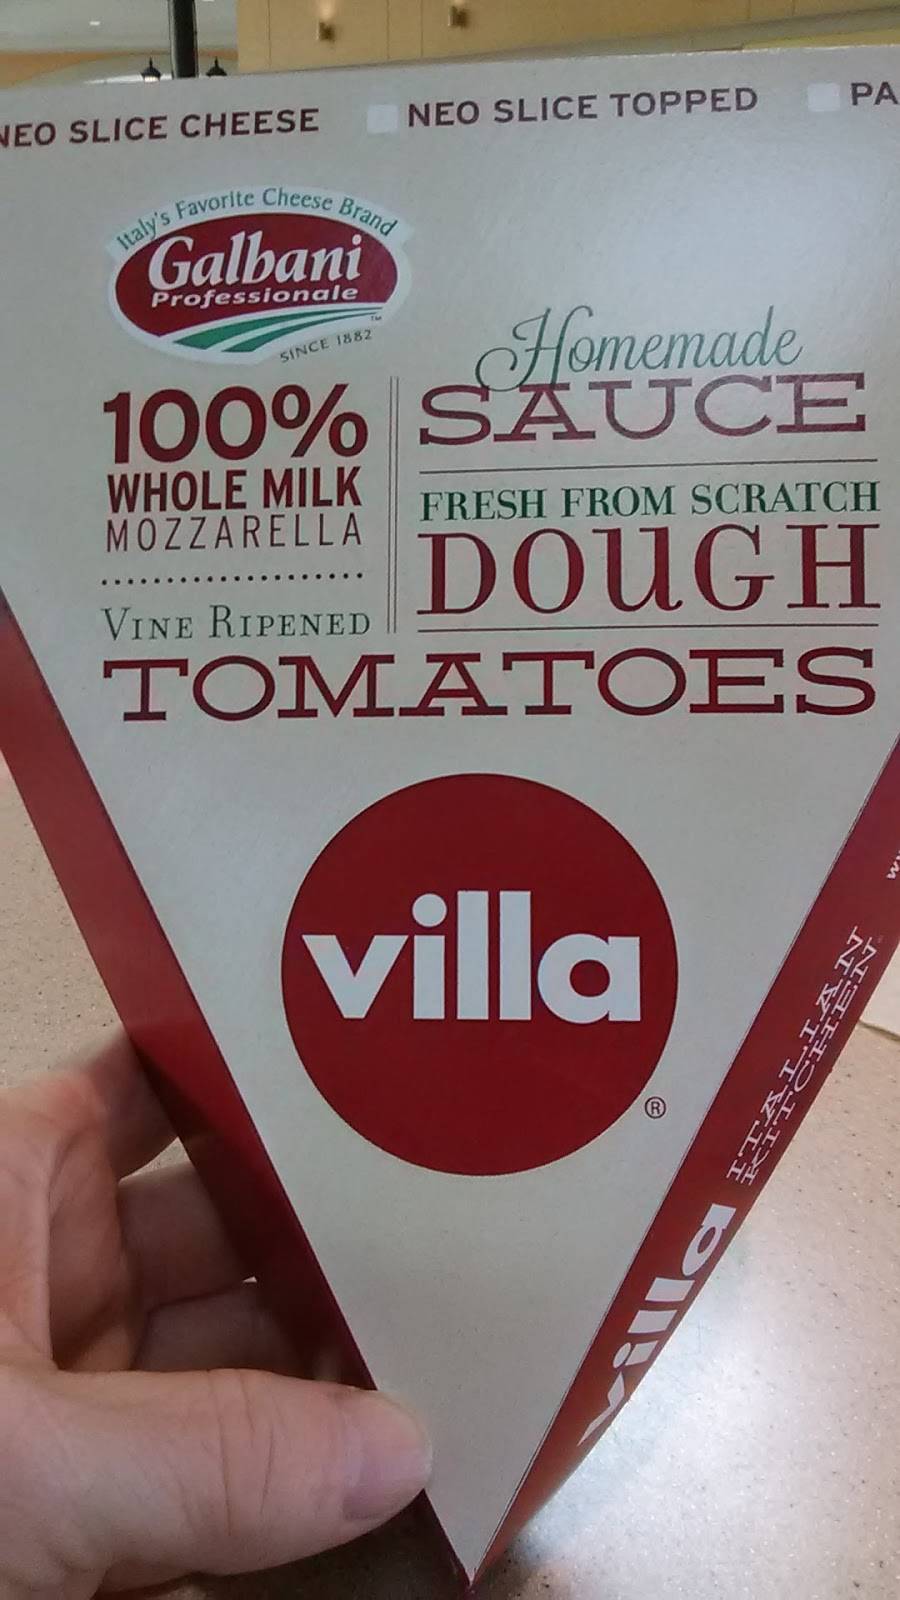 NEO SLICE CHEESE NEO SLICE TOPPED PA
Italy's Favorite Cheese Brand
Galbani
Professionale
TM
SINCE 1882
100%
WHOLE MILK
MOZZARELLA
VINE RIPENED
Homemade
SAUCE
FRESH FROM SCRATCH
DOUGH
TOMATOES
villa
®
villa
ITALIAN
KITCHEN